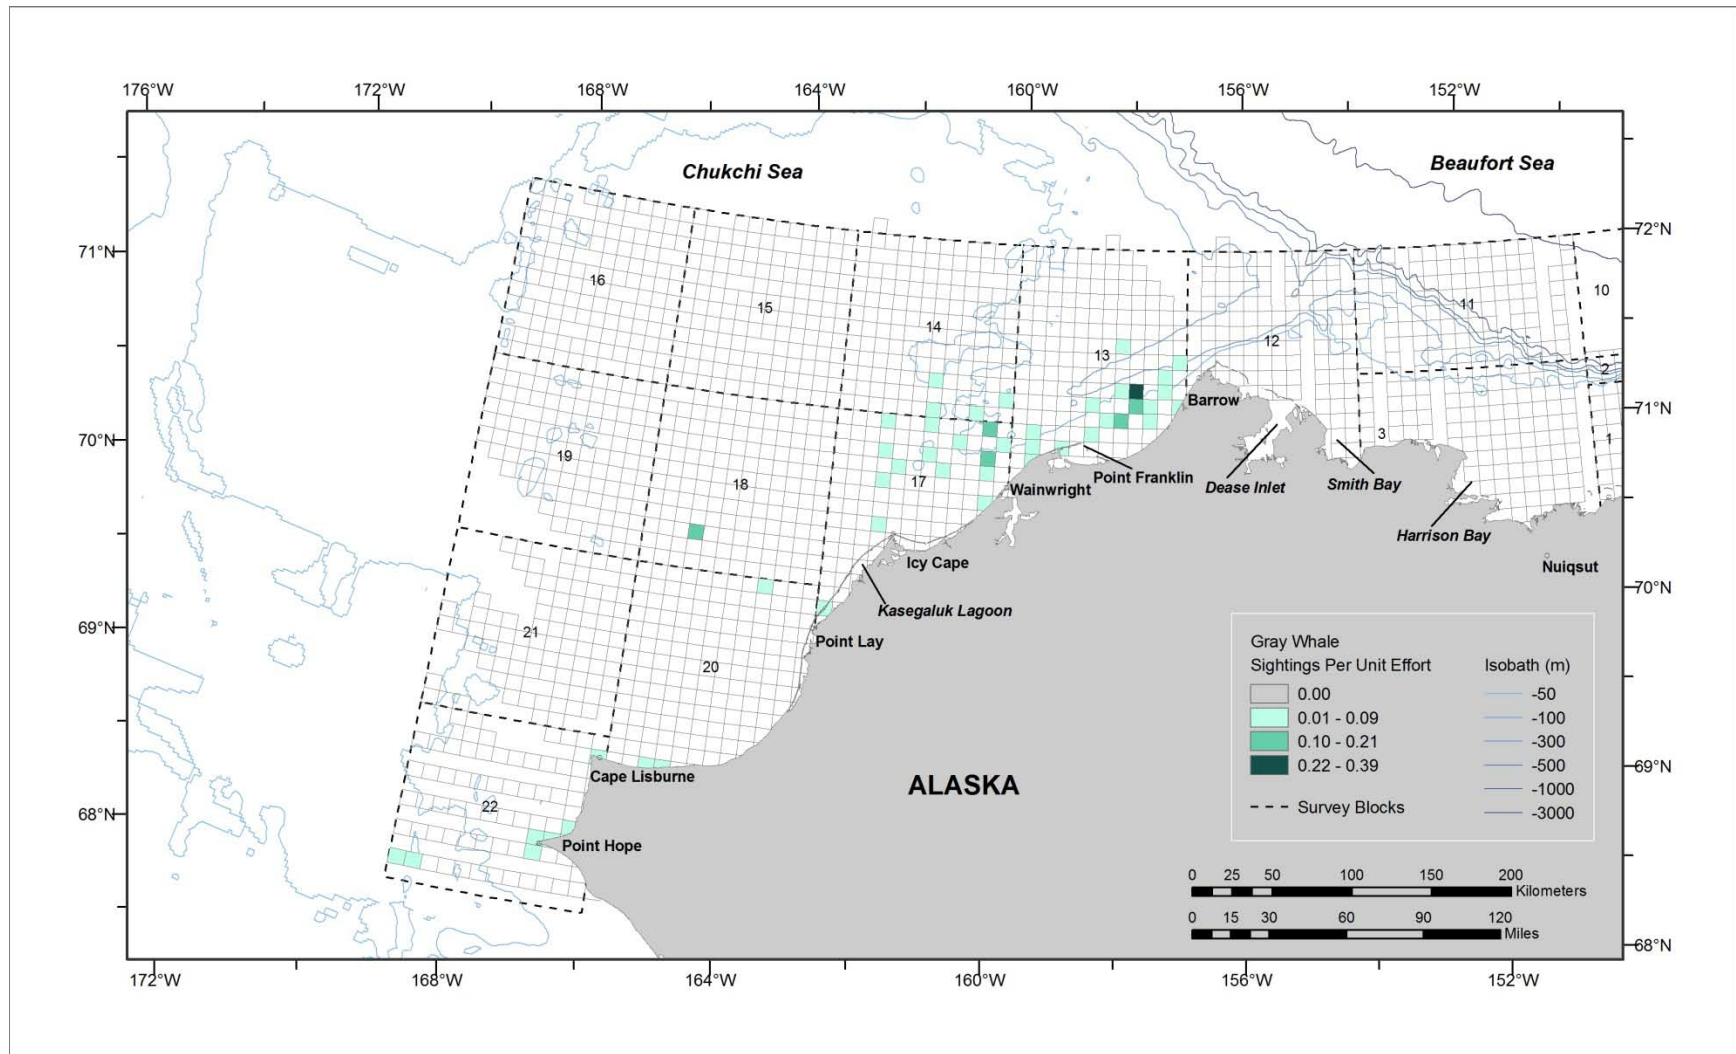 176°W 172°W 168°W 164°W 160°W 156°W 152°W
Chukchi Sea
Beaufort Sea
72°N
71°N
16
15
14
13
12
11
10
2
71°N
Barrow
70°N
19
18
17
3
1
Point Franklin
Wainwright
Dease Inlet
Smith Bay
Harrison Bay
Icy Cape
Nuiqsut
70°N
Kasegaluk Lagoon
69°N
21
20
Point Lay
Gray Whale
Sightings Per Unit Effort
0.00
0.01 - 0.09
0.10 - 0.21
0.22 - 0.39
Survey Blocks
Isobath (m)
-50
-100
-300
-500
-1000
-3000
69°N
Cape Lisburne
ALASKA
68°N
22
Point Hope
0 25 50 100 150 200
Kilometers
0 15 30 60 90 120
Miles
68°N
172°W 168°W 164°W 160°W 156°W 152°W